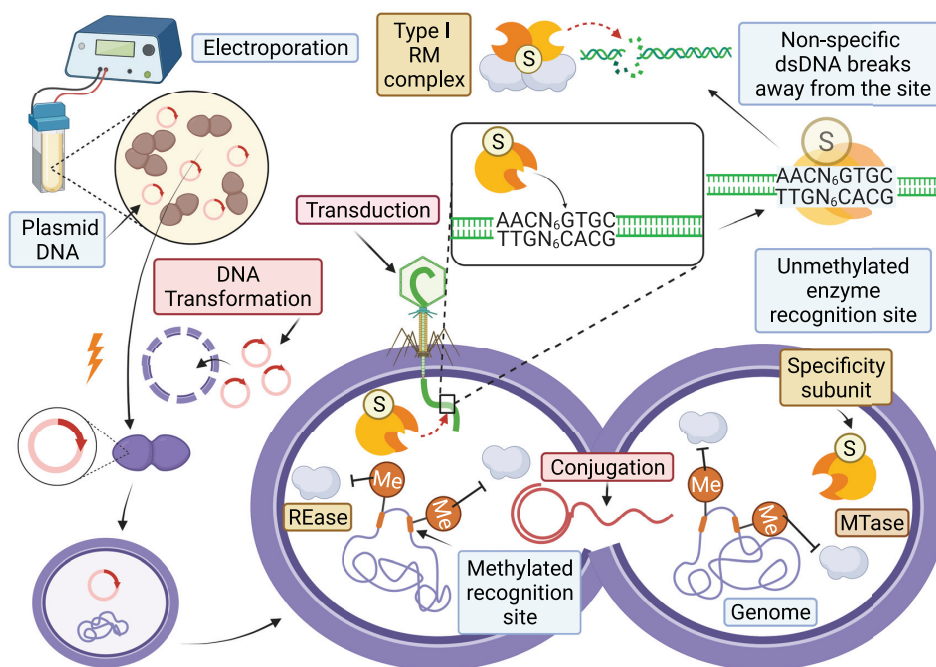 Electroporation
Type I
RM
complex
S
Non-specific
dsDNA breaks
away from the site
S
S
AACN₆GTGC
TTGN₆CACG
AACN₆GTGC
TTGN₆CACG
Plasmid
DNA
Transduction
DNA
Transformation
Unmethylated
enzyme
recognition site
Specificity
subunit
S
S
Me
Me
REase
Conjugation
Me
Me
MTase
Methylated
recognition
site
Genome